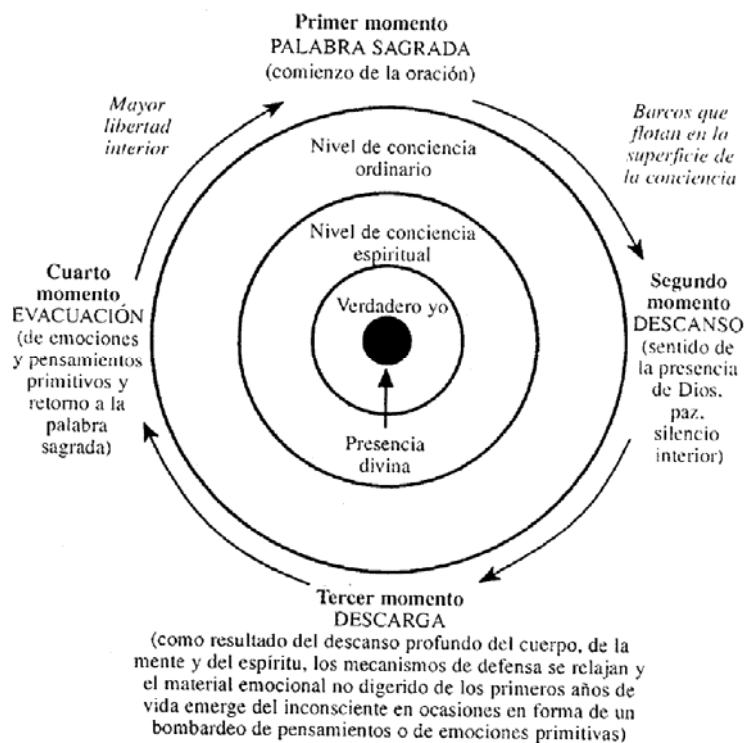 Primer momento
PALABRA SAGRADA
(comienzo de la oración)
Mayor
libertad
interior
Barcos que
flotan en la
superficie de
la conciencia
Nivel de conciencia
ordinario
Nivel de conciencia
espiritual
Verdadero yo
Presencia
divina
Cuarto
momento
EVACUACIÓN
(de emociones
y pensamientos
primitivos y
retorno a la
palabra
sagrada)
Segundo
momento
DESCANSO
(sentido de
la presencia
de Dios,
paz,
silencio
interior)
Tercer momento
DESCARGA
(como resultado del descanso profundo del cuerpo, de la
mente y del espíritu, los mecanismos de defensa se relajan y
el material emocional no digerido de los primeros años de
vida emerge del inconsciente en ocasiones en forma de un
bombardeo de pensamientos o de emociones primitivas)